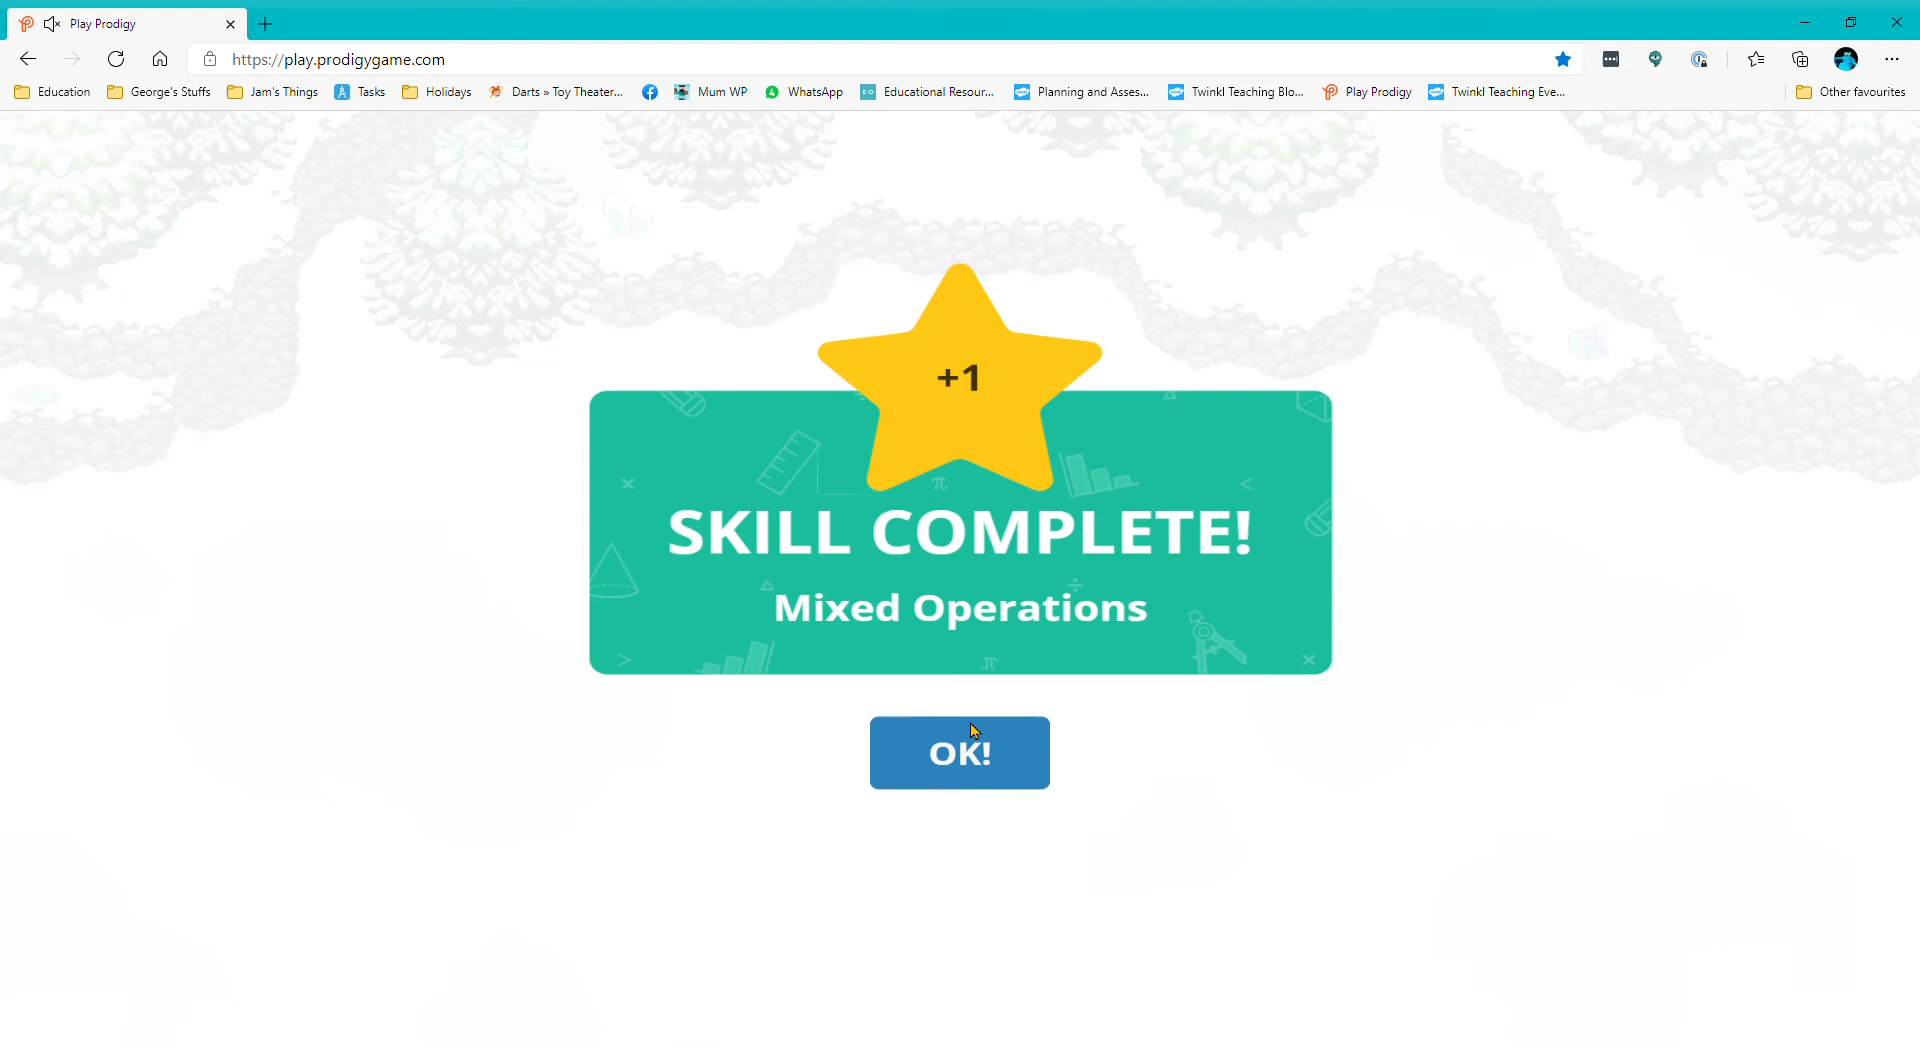 Play Prodigy
https://play.prodigygame.com
Education George's Stuffs Jam's Things Tasks Holidays Darts » Toy Theater... Mum WP WhatsApp Educational Resour... Planning and Asses... Twinkl Teaching Blo... Play Prodigy Twinkl Teaching Eve... Other favourites
+1
SKILL COMPLETE!
Mixed Operations
OK!